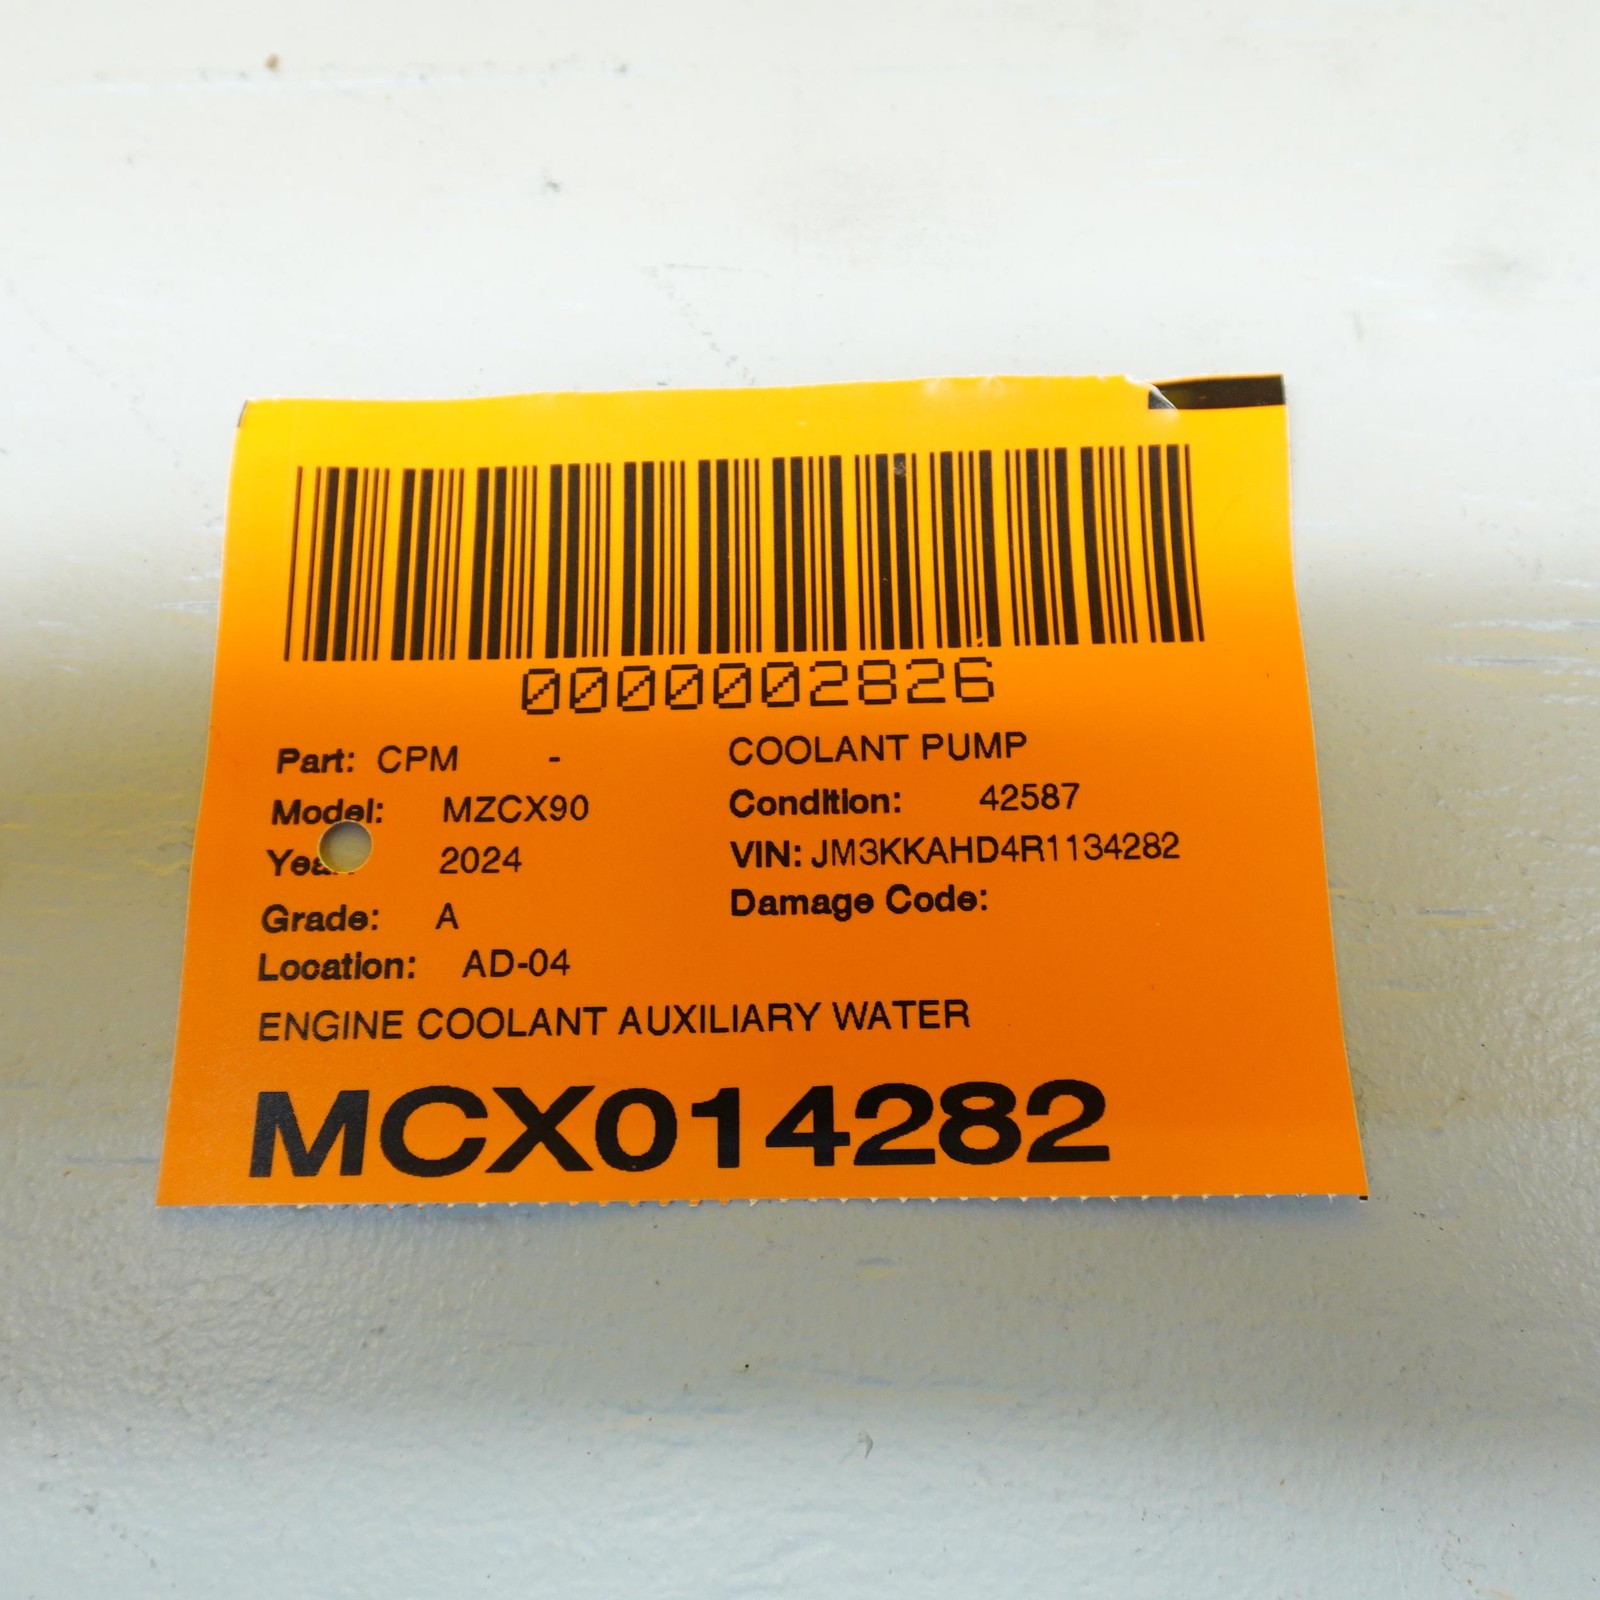 0000002826
Part: CPM - COOLANT PUMP
Model: MZCX90 Condition: 42587
Year: 2024 VIN: JM3KKAHD4R1134282
Grade: A Damage Code:
Location: AD-04
ENGINE COOLANT AUXILIARY WATER
MCX014282